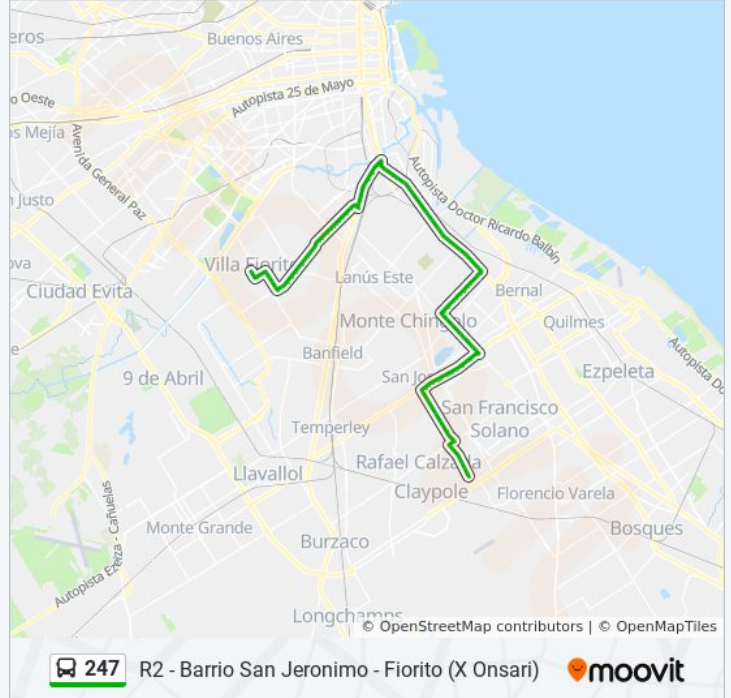 eros
Buenos Aires
Autopista 25 de Mayo
o Oeste
s Mejía
Avenida General Paz
Justo
Autopista Doctor Ricardo Balbín
ova
Villa Fiorito
Lanús Este
Ciudad Evita
Bernal
Monte Chingolo
Quilmes
e
Banfield
9 de Abril
San Jo
Ezpeleta
Autopista Do
San Francisco
Solano
Temperley
Rafael Calzada
Llavallol
Claypole
Florencio Varela
Monte Grande
Bosques
Burzaco
Autopista Ezeiza - Cañuelas
Longchamps
© OpenStreetMap contributors | © OpenMapTiles
247 R2 - Barrio San Jeronimo - Fiorito (X Onsari) moovit